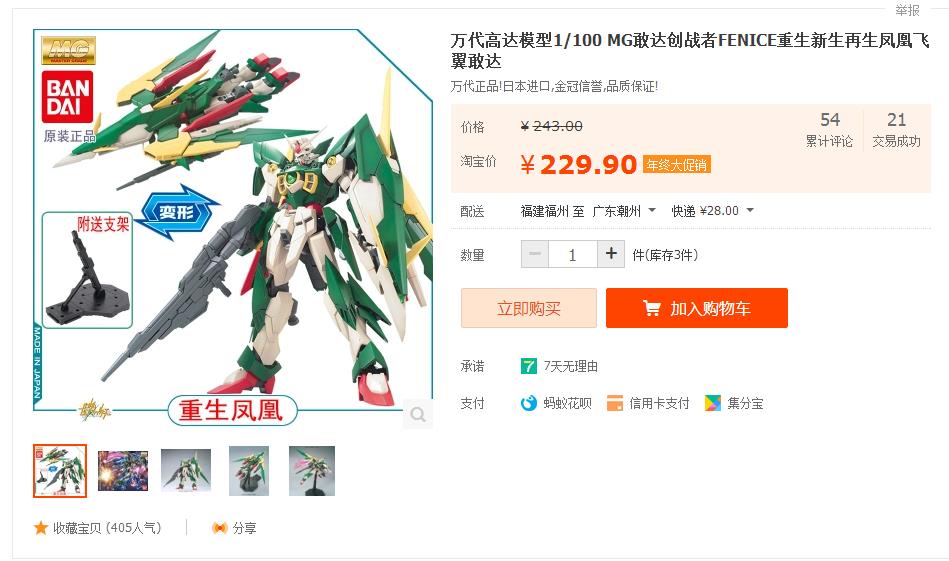 举报
MG
MASTER GRADE
BAN
DAI
原装正品
变形
附送支架
MADE IN JAPAN
重生凤凰
万代高达模型1/100 MG敢达创战者FENICE重生新生再生凤凰飞
翼敢达
万代正品!日本进口,金冠信誉,品质保证!
价格 ¥ 243.00
54 累计评论
21 交易成功
淘宝价 ¥ 229.90 年终大促销
配送 福建福州 至 广东潮州 快递 ¥28.00
数量 − 1 + 件(库存3件)
立即购买 加入购物车
承诺 7 7天无理由
支付 蚂蚁花呗 信用卡支付 集分宝
收藏宝贝 (405人气) 分享